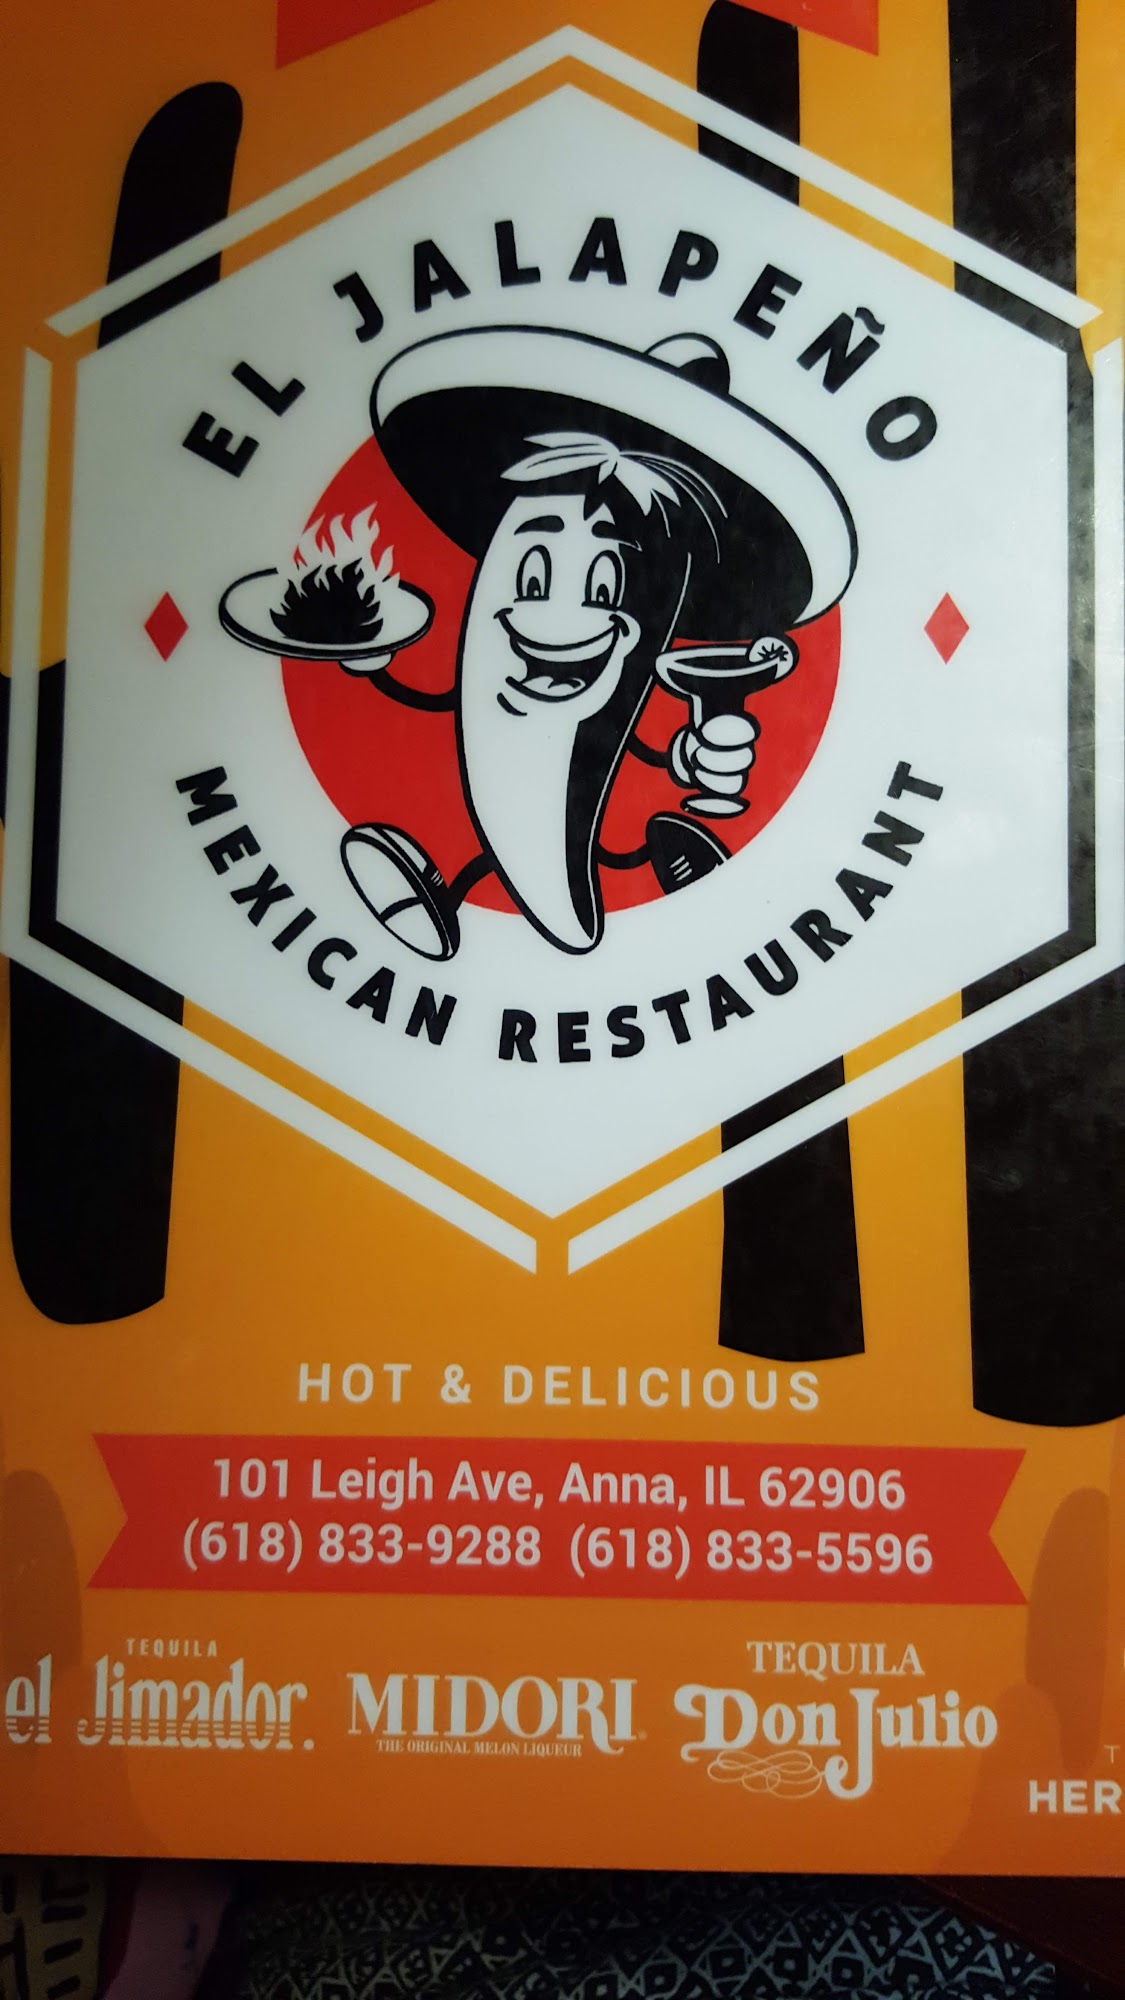 EL JALAPEÑO
MEXICAN RESTAURANT
HOT & DELICIOUS
101 Leigh Ave, Anna, IL 62906
(618) 833-9288 (618) 833-5596
TEQUILA
el Jimador.
MIDORI
THE ORIGINAL MELON LIQUEUR
TEQUILA
Don Julio